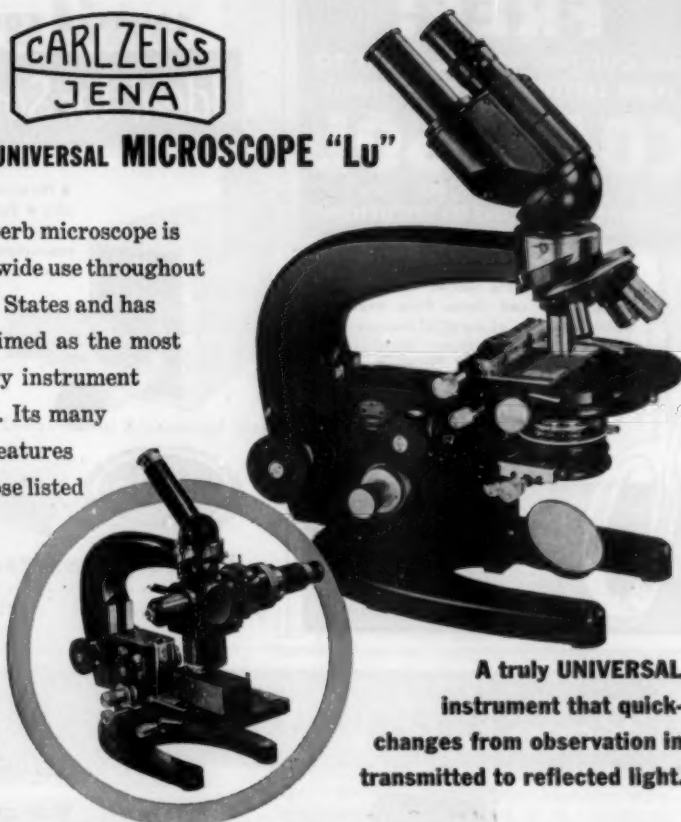 CARL ZEISS
JENA
UNIVERSAL MICROSCOPE “Lu”
erb microscope is
wide use throughout
States and has
imed as the most
y instrument
. Its many
eatures
ose listed
A truly UNIVERSAL
instrument that quick-
changes from observation in
transmitted to reflected light.